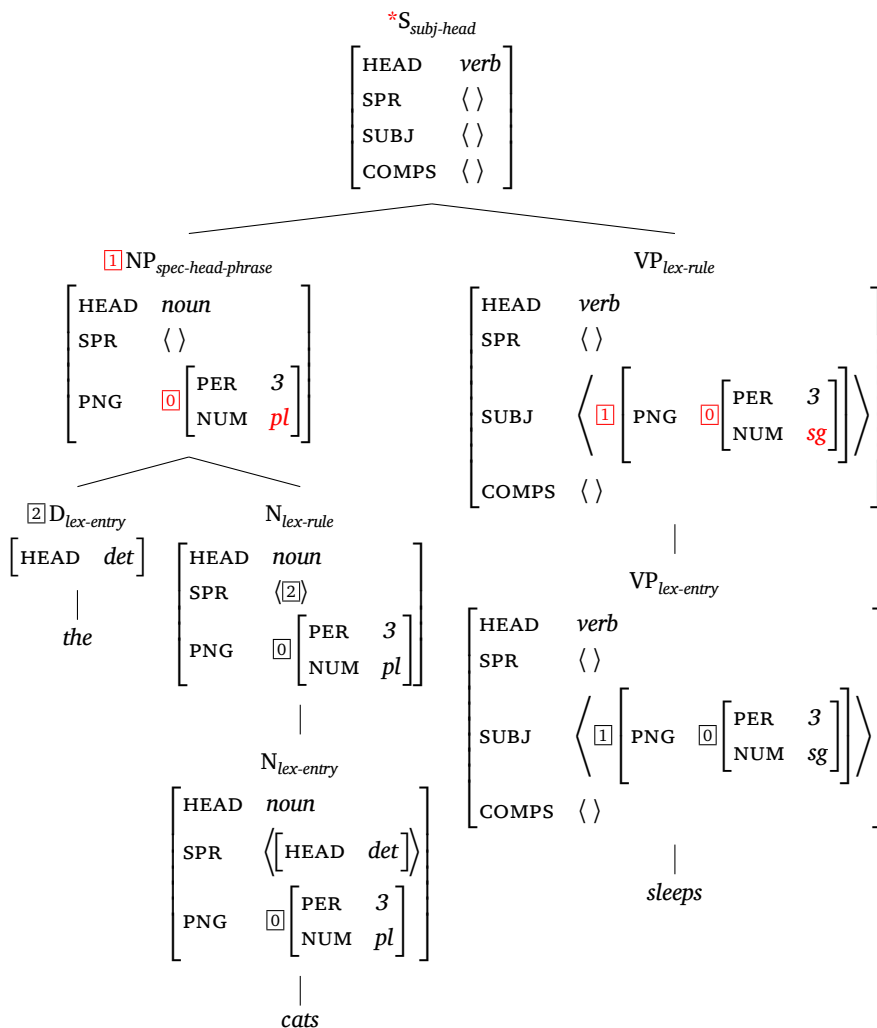 *S subj-head
HEAD verb
SPR ⟨ ⟩
SUBJ ⟨ ⟩
COMPS ⟨ ⟩
1 NP spec-head-phrase
HEAD noun
SPR ⟨ ⟩
PNG 0 PER 3
NUM pl
VP lex-rule
HEAD verb
SPR ⟨ ⟩
SUBJ ⟨ 1 PNG 0 PER 3
NUM sg ⟩
COMPS ⟨ ⟩
2 D lex-entry
HEAD det
the
N lex-rule
HEAD noun
SPR ⟨2⟩
PNG 0 PER 3
NUM pl
N lex-entry
HEAD noun
SPR ⟨[HEAD det]⟩
PNG 0 PER 3
NUM pl
cats
VP lex-entry
HEAD verb
SPR ⟨ ⟩
SUBJ ⟨ 1 PNG 0 PER 3
NUM sg ⟩
COMPS ⟨ ⟩
sleeps